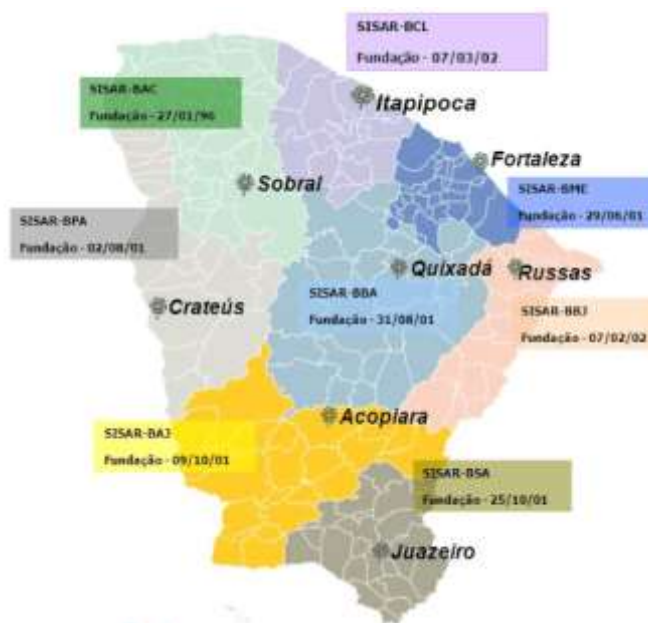 SISAR-BCL
Fundação - 07/03/02
SISAR-BAC
Fundação - 27/01/96
Itapipoca
Fortaleza
Sobral
SISAR-BME
Fundação - 29/06/01
SISAR-BPA
Fundação - 02/08/01
Quixadá
Russas
SISAR-BBA
Fundação - 31/08/01
Crateús
SISAR-BBJ
Fundação - 07/02/02
Acopiara
SISAR-BAJ
Fundação - 09/10/01
SISAR-BSA
Fundação - 25/10/01
Juazeiro